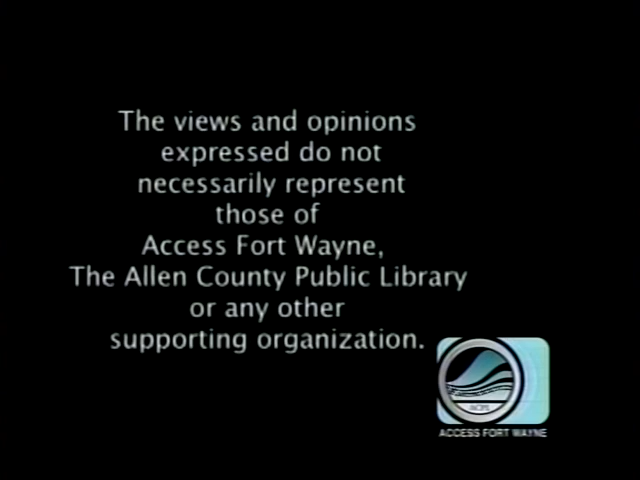 The views and opinions
expressed do not
necessarily represent
those of
Access Fort Wayne,
The Allen County Public Library
or any other
supporting organization.
ACPL
ACCESS FORT WAYNE